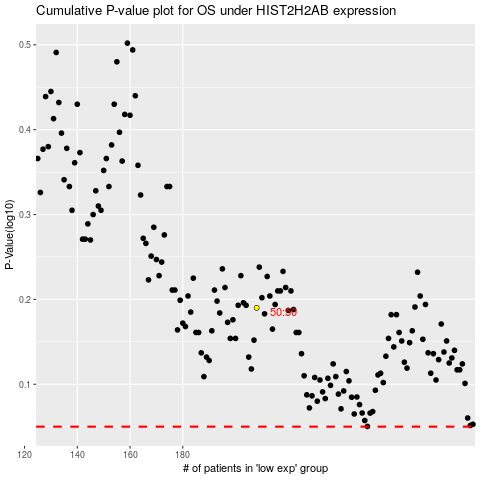 Cumulative P-value plot for OS under HIST2H2AB expression
P-Value(log10)
0.5
0.4
0.3
0.2
0.1
50:50
120 140 160 180
# of patients in 'low exp' group